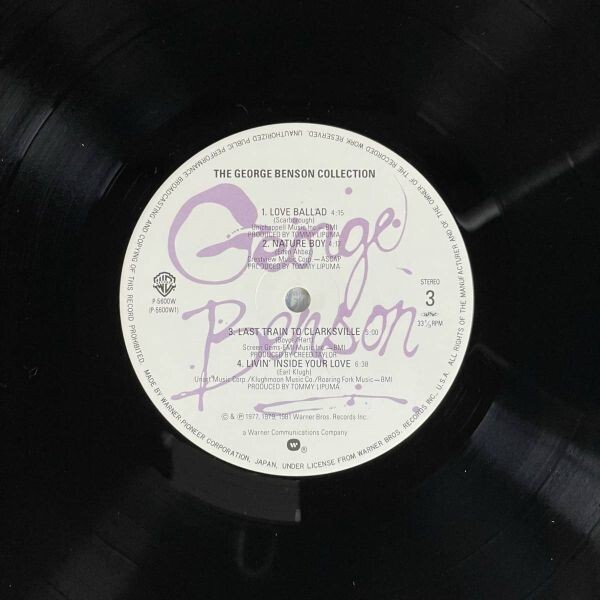 THE GEORGE BENSON COLLECTION
George
Benson
1. LOVE BALLAD 4:15
(Scarborough)
Unichappell Music Inc.—BMI
PRODUCED BY TOMMY LIPUMA
2. NATURE BOY 4:17
(Eden Ahbez)
Crestview Music Corp.—ASCAP
PRODUCED BY TOMMY LIPUMA
WB
P-5600W
(P-5600W1)
STEREO
3
33 1/3 RPM
3. LAST TRAIN TO CLARKSVILLE 5:00
(Boyce/Hart)
Screen Gems-EMI Music Inc.—BMI
PRODUCED BY CREED TAYLOR
4. LIVIN' INSIDE YOUR LOVE 6:38
(Earl Klugh)
Unart Music Corp./Klughmoon Music Co./Roaring Fork Music—BMI
PRODUCED BY TOMMY LIPUMA
© & ℗ 1977, 1979, 1981 Warner Bros. Records Inc.
a Warner Communications Company
W ®
MADE BY WARNER-PIONEER CORPORATION, JAPAN, UNDER LICENSE FROM WARNER BROS. RECORDS INC., U.S.A. ALL RIGHTS OF THE MANUFACTURER AND OF THE OWNER OF THE RECORDED WORK RESERVED. UNAUTHORIZED PUBLIC PERFORMANCE BROADCASTING AND COPYING OF THIS RECORD PROHIBITED.